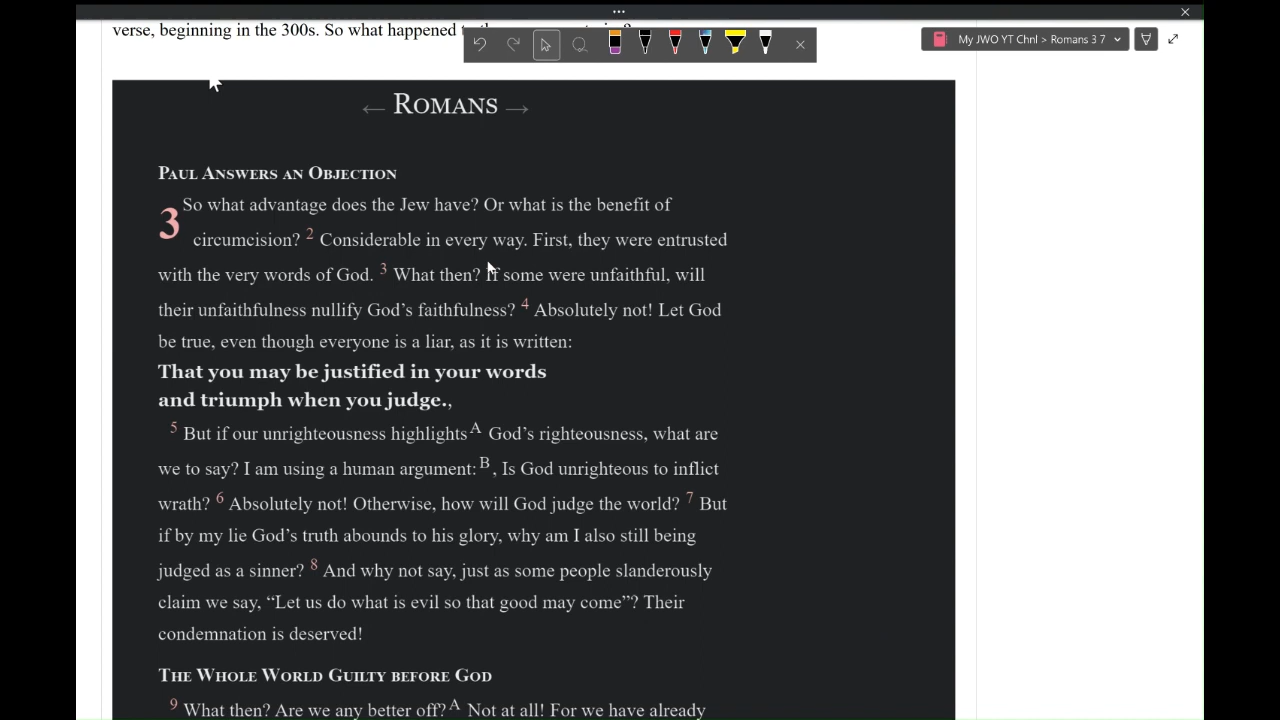 verse, beginning in the 300s. So what happened
My JWO YT Chnl > Romans 3 7
← ROMANS →
PAUL ANSWERS AN OBJECTION
3 So what advantage does the Jew have? Or what is the benefit of
circumcision? 2 Considerable in every way. First, they were entrusted
with the very words of God. 3 What then? If some were unfaithful, will
their unfaithfulness nullify God's faithfulness? 4 Absolutely not! Let God
be true, even though everyone is a liar, as it is written:
That you may be justified in your words
and triumph when you judge.,
5 But if our unrighteousness highlights A God's righteousness, what are
we to say? I am using a human argument: B , Is God unrighteous to inflict
wrath? 6 Absolutely not! Otherwise, how will God judge the world? 7 But
if by my lie God's truth abounds to his glory, why am I also still being
judged as a sinner? 8 And why not say, just as some people slanderously
claim we say, “Let us do what is evil so that good may come”? Their
condemnation is deserved!
THE WHOLE WORLD GUILTY BEFORE GOD
9 What then? Are we any better off? A Not at all! For we have already